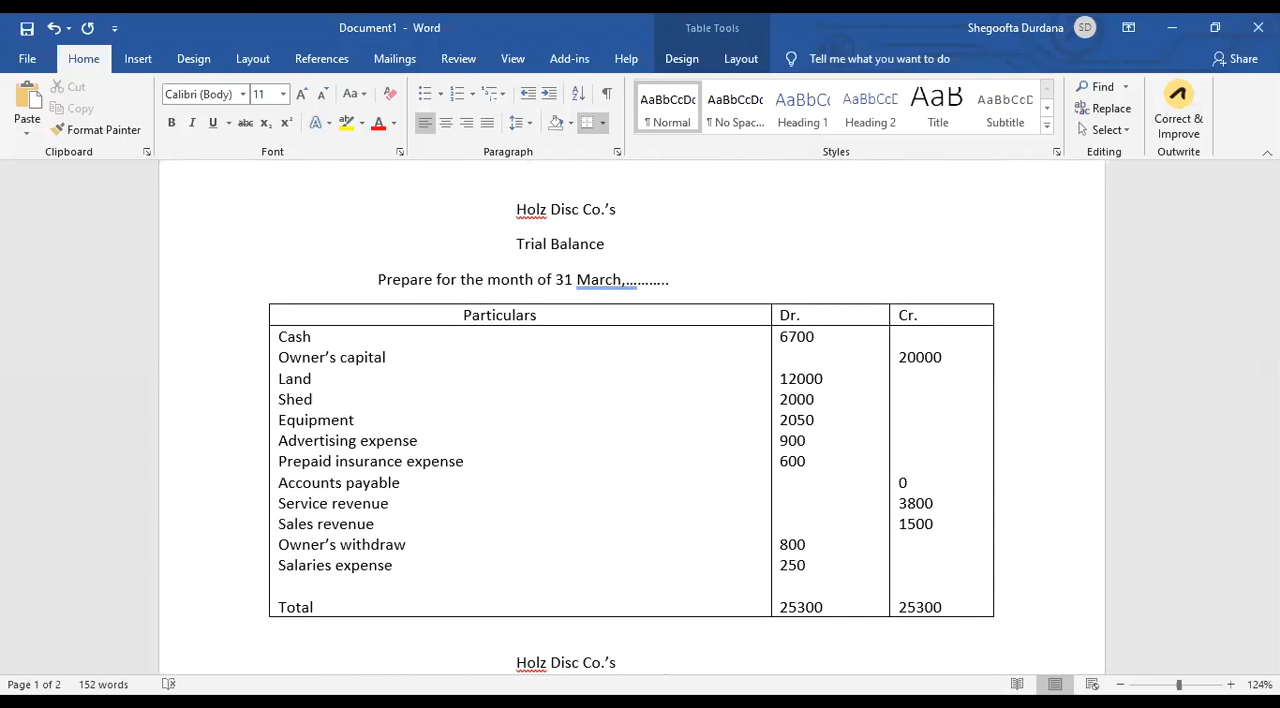 Document1 - Word
Table Tools
Shegoofta Durdana
SD
File
Home
Insert
Design
Layout
References
Mailings
Review
View
Add-ins
Help
Design
Layout
Tell me what you want to do
Share
Paste
Cut
Copy
Format Painter
Clipboard
Calibri (Body)
11
Font
Paragraph
AaBbCcDc
¶ Normal
AaBbCcDc
¶ No Spac...
AaBbCc
Heading 1
AaBbCcD
Heading 2
AaB
Title
AaBbCcD
Subtitle
Styles
Find
Replace
Select
Editing
Correct &
Improve
Outwrite
Holz Disc Co.’s
Trial Balance
Prepare for the month of 31 March,………..
Particulars Dr. Cr.
Cash 6700
Owner’s capital 20000
Land 12000
Shed 2000
Equipment 2050
Advertising expense 900
Prepaid insurance expense 600
Accounts payable 0
Service revenue 3800
Sales revenue 1500
Owner’s withdraw 800
Salaries expense 250
Total 25300 25300
Holz Disc Co.’s
Page 1 of 2
152 words
124%